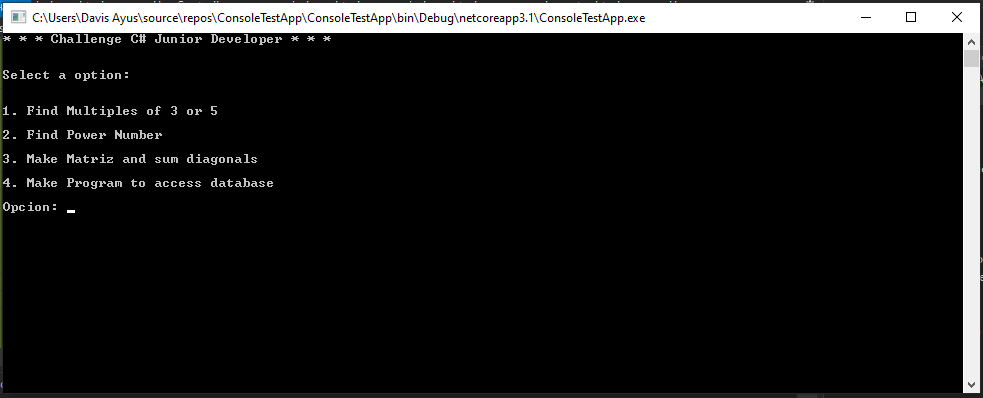 C:\Users\Davis Ayus\source\repos\ConsoleTestApp\ConsoleTestApp\bin\Debug\netcoreapp3.1\ConsoleTestApp.exe
* * * Challenge C# Junior Developer * * *
Select a option:
1. Find Multiples of 3 or 5
2. Find Power Number
3. Make Matriz and sum diagonals
4. Make Program to access database
Opcion: